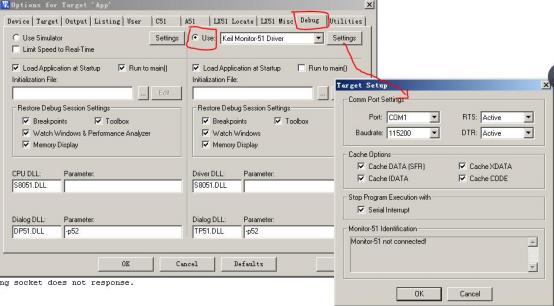 Options for Target 'App'
Device Target Output Listing User C51 A51 LX51 Locate LX51 Misc Debug Utilities
Use Simulator Settings
Limit Speed to Real-Time
Use: Keil Monitor-51 Driver Settings
Load Application at Startup Run to main()
Initialization File:
... Edit...
Load Application at Startup Run to main()
Initialization File:
...
Restore Debug Session Settings
Breakpoints Toolbox
Watch Windows & Performance Analyzer
Memory Display
Restore Debug Session Settings
Breakpoints Toolbox
Watch Windows
Memory Display
CPU DLL: Parameter:
S8051.DLL
Driver DLL: Parameter:
S8051.DLL
Dialog DLL: Parameter:
DP51.DLL -p52
Dialog DLL: Parameter:
TP51.DLL -p52
OK Cancel Defaults
ng socket does not response.
Target Setup
Comm Port Settings
Port: COM1 RTS: Active
Baudrate: 115200 DTR: Active
Cache Options
Cache DATA (SFR) Cache XDATA
Cache IDATA Cache CODE
Stop Program Execution with
Serial Interrupt
Monitor-51 Identification
Monitor-51 not connected!
OK Cancel